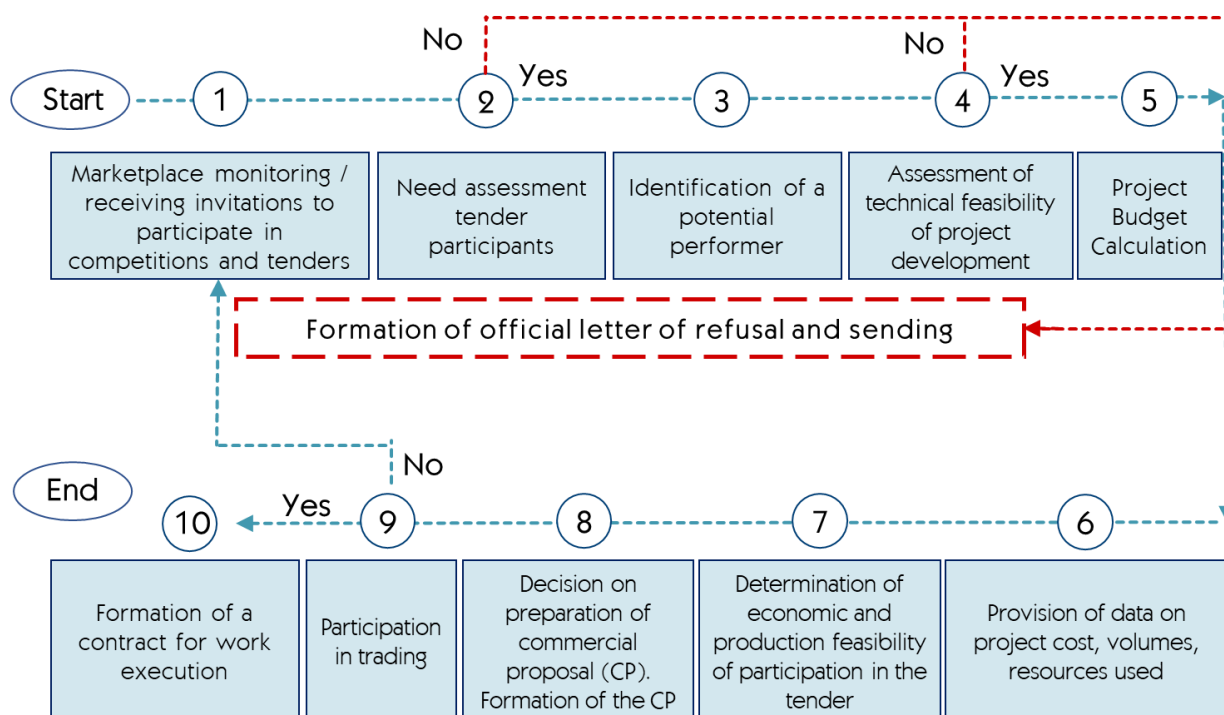 No
No
Yes
Yes
Start
1
2
3
4
5
Marketplace monitoring /
receiving invitations to
participate in
competitions and tenders
Need assessment
tender
participants
Identification of a
potential
performer
Assessment of
technical feasibility
of project
development
Project
Budget
Calculation
Formation of official letter of refusal and sending
No
End
Yes
10
9
8
7
6
Formation of a
contract for work
execution
Participation
in trading
Decision on
preparation of
commercial
proposal (CP).
Formation of the CP
Determination of
economic and
production feasibility
of participation in the
tender
Provision of data on
project cost, volumes,
resources used